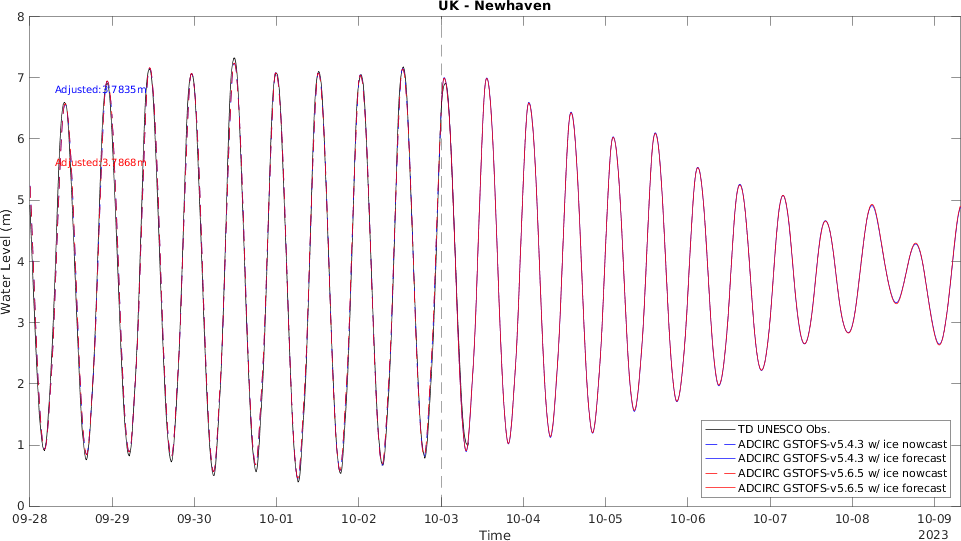 UK - Newhaven
8
7
6
5
4
3
2
1
0
Water Level (m)
Adjusted:3.7835m
Adjusted:3.7868m
TD UNESCO Obs.
ADCIRC GSTOFS-v5.4.3 w/ ice nowcast
ADCIRC GSTOFS-v5.4.3 w/ ice forecast
ADCIRC GSTOFS-v5.6.5 w/ ice nowcast
ADCIRC GSTOFS-v5.6.5 w/ ice forecast
09-28 09-29 09-30 10-01 10-02 10-03 10-04 10-05 10-06 10-07 10-08 10-09
2023
Time